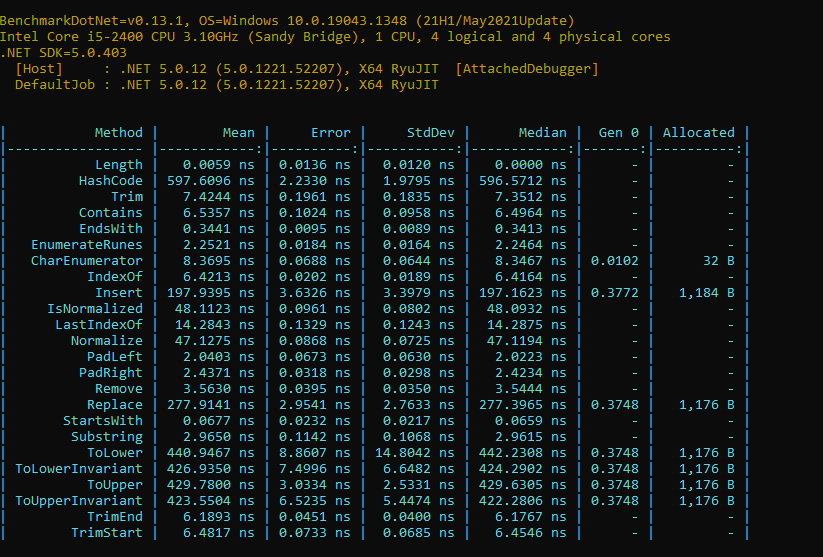 BenchmarkDotNet=v0.13.1, OS=Windows 10.0.19043.1348 (21H1/May2021Update)
Intel Core i5-2400 CPU 3.10GHz (Sandy Bridge), 1 CPU, 4 logical and 4 physical cores
.NET SDK=5.0.403
  [Host]     : .NET 5.0.12 (5.0.1221.52207), X64 RyuJIT  [AttachedDebugger]
  DefaultJob : .NET 5.0.12 (5.0.1221.52207), X64 RyuJIT
|           Method |        Mean |     Error |     StdDev |      Median |  Gen 0 | Allocated |
|----------------- |------------:|----------:|-----------:|------------:|-------:|----------:|
|           Length |   0.0059 ns | 0.0136 ns |  0.0120 ns |   0.0000 ns |      - |         - |
|         HashCode | 597.6096 ns | 2.2330 ns |  1.9795 ns | 596.5712 ns |      - |         - |
|             Trim |   7.4244 ns | 0.1961 ns |  0.1835 ns |   7.3512 ns |      - |         - |
|         Contains |   6.5357 ns | 0.1024 ns |  0.0958 ns |   6.4964 ns |      - |         - |
|         EndsWith |   0.3441 ns | 0.0095 ns |  0.0089 ns |   0.3413 ns |      - |         - |
|   EnumerateRunes |   2.2521 ns | 0.0184 ns |  0.0164 ns |   2.2464 ns |      - |         - |
|   CharEnumerator |   8.3695 ns | 0.0688 ns |  0.0644 ns |   8.3467 ns | 0.0102 |      32 B |
|          IndexOf |   6.4213 ns | 0.0202 ns |  0.0189 ns |   6.4164 ns |      - |         - |
|           Insert | 197.9395 ns | 3.6326 ns |  3.3979 ns | 197.1623 ns | 0.3772 |   1,184 B |
|     IsNormalized |  48.1123 ns | 0.0961 ns |  0.0802 ns |  48.0932 ns |      - |         - |
|      LastIndexOf |  14.2843 ns | 0.1329 ns |  0.1243 ns |  14.2875 ns |      - |         - |
|        Normalize |  47.1275 ns | 0.0868 ns |  0.0725 ns |  47.1194 ns |      - |         - |
|          PadLeft |   2.0403 ns | 0.0673 ns |  0.0630 ns |   2.0223 ns |      - |         - |
|         PadRight |   2.4371 ns | 0.0318 ns |  0.0298 ns |   2.4234 ns |      - |         - |
|           Remove |   3.5630 ns | 0.0395 ns |  0.0350 ns |   3.5444 ns |      - |         - |
|          Replace | 277.9141 ns | 2.9541 ns |  2.7633 ns | 277.3965 ns | 0.3748 |   1,176 B |
|       StartsWith |   0.0677 ns | 0.0232 ns |  0.0217 ns |   0.0659 ns |      - |         - |
|        Substring |   2.9650 ns | 0.1142 ns |  0.1068 ns |   2.9615 ns |      - |         - |
|          ToLower | 440.9467 ns | 8.8607 ns | 14.8042 ns | 442.2308 ns | 0.3748 |   1,176 B |
| ToLowerInvariant | 426.9350 ns | 7.4996 ns |  6.6482 ns | 424.2902 ns | 0.3748 |   1,176 B |
|          ToUpper | 429.7800 ns | 3.0334 ns |  2.5331 ns | 429.6305 ns | 0.3748 |   1,176 B |
| ToUpperInvariant | 423.5504 ns | 6.5235 ns |  5.4474 ns | 422.2806 ns | 0.3748 |   1,176 B |
|          TrimEnd |   6.1893 ns | 0.0451 ns |  0.0400 ns |   6.1767 ns |      - |         - |
|        TrimStart |   6.4817 ns | 0.0733 ns |  0.0685 ns |   6.4546 ns |      - |         - |